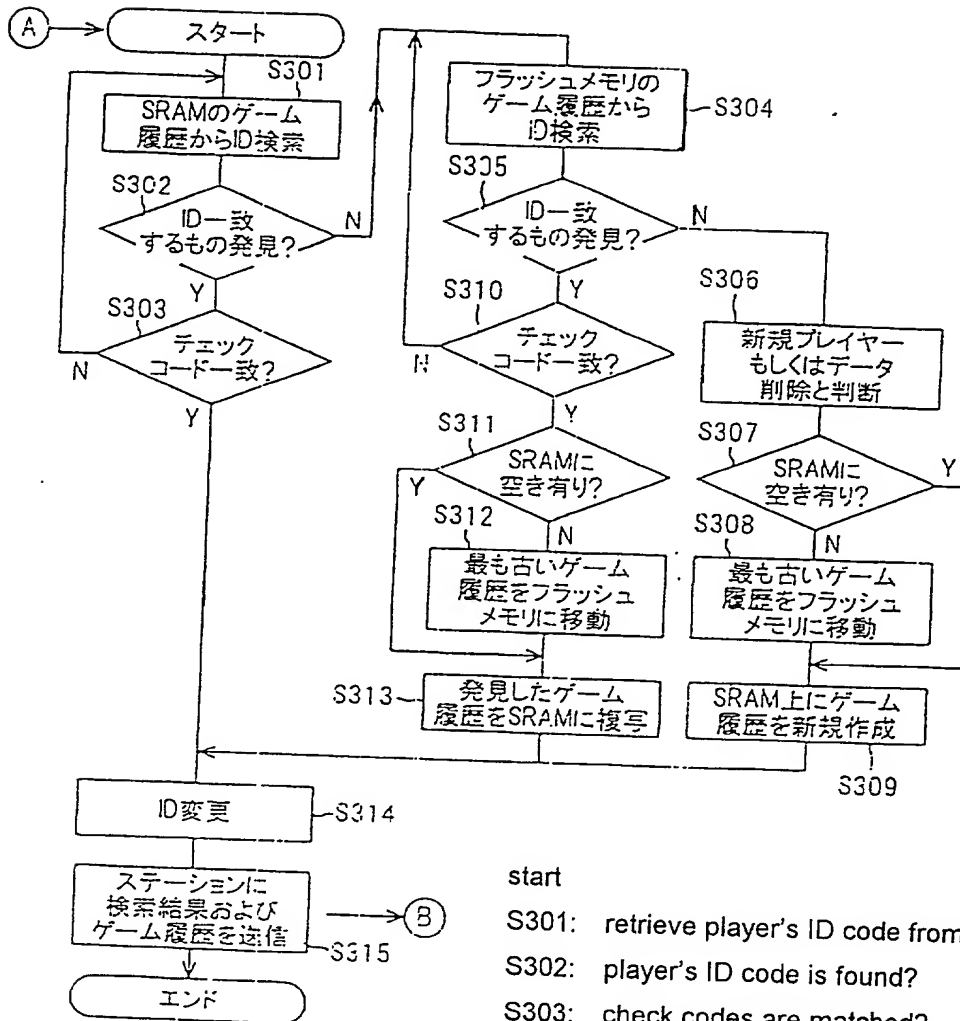 A
スタート
S301
SRAMのゲーム
履歴からID検索
S302
ID一致
するもの発見?
N
Y
S303
チェック
コード一致?
N
Y
フラッシュメモリの
ゲーム履歴から
ID検索
S304
S305
ID一致
するもの発見?
N
Y
S310
チェック
コード一致?
N
Y
S306
新規プレイヤー
もしくはデータ
削除と判断
S311
SRAMに
空き有り?
Y
N
S307
SRAMに
空き有り?
Y
N
S312
最も古いゲーム
履歴をフラッシュ
メモリに移動
S308
最も古いゲーム
履歴をフラッシュ
メモリに移動
S313
発見したゲーム
履歴をSRAMに複写
SRAM上にゲーム
履歴を新規作成
S309
ID変更
S314
ステーションに
検索結果および
ゲーム履歴を送信
S315
B
エンド
start
S301: retrieve player's ID code from
S302: player's ID code is found?
S303: check codes are matched?